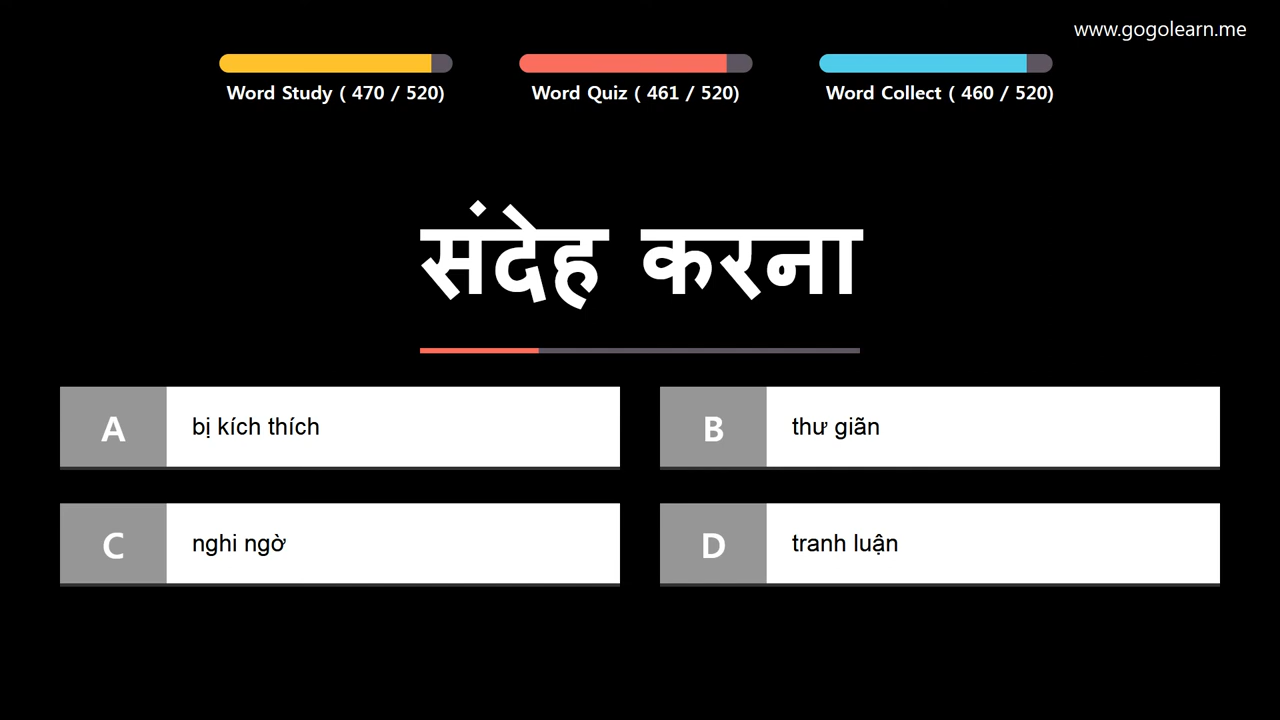 www.gogolearn.me
Word Study ( 470 / 520)
Word Quiz ( 461 / 520)
Word Collect ( 460 / 520)
संदेह करना
A
bị kích thích
B
thư giãn
C
nghi ngờ
D
tranh luận